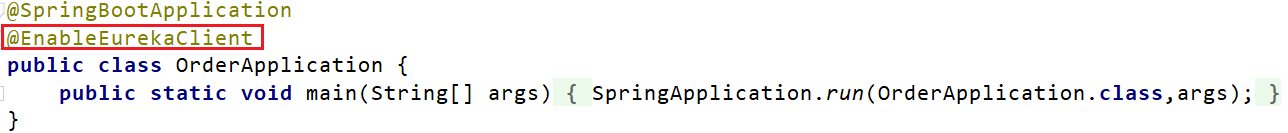 @SpringBootApplication
@EnableEurekaClient
public class OrderApplication {
    public static void main(String[] args) { SpringApplication.run(OrderApplication.class,args); }
}